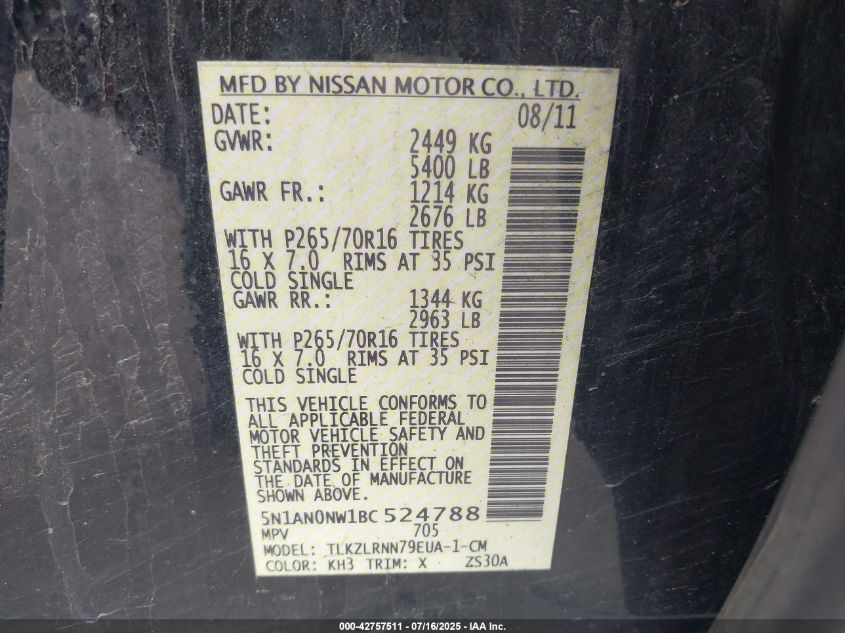 MFD BY NISSAN MOTOR CO., LTD.
DATE: 08/11
GVWR: 2449 KG
5400 LB
GAWR FR.: 1214 KG
2676 LB
WITH P265/70R16 TIRES
16 X 7.0 RIMS AT 35 PSI
COLD SINGLE
GAWR RR.: 1344 KG
2963 LB
WITH P265/70R16 TIRES
16 X 7.0 RIMS AT 35 PSI
COLD SINGLE
THIS VEHICLE CONFORMS TO
ALL APPLICABLE FEDERAL
MOTOR VEHICLE SAFETY AND
THEFT PREVENTION
STANDARDS IN EFFECT ON
THE DATE OF MANUFACTURE
SHOWN ABOVE.
5N1AN0NW1BC 524788
MPV 705
MODEL: TLKZLRNN79EUA-1-CM
COLOR: KH3 TRIM: X ZS30A
000-42757511 - 07/16/2025 - IAA Inc.